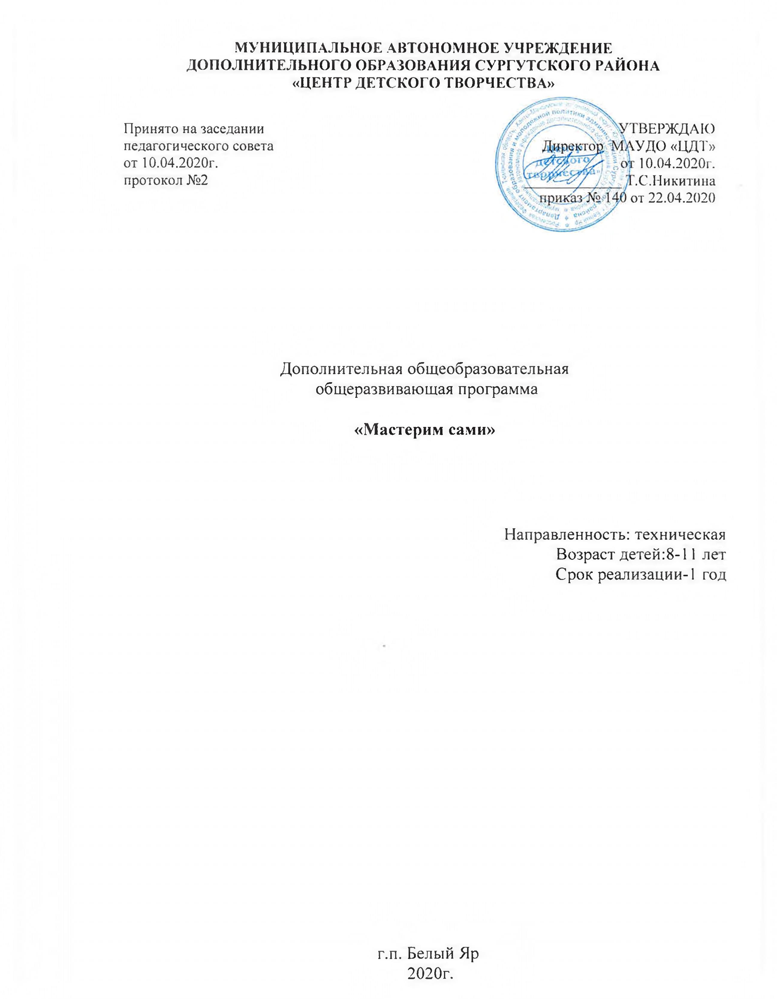 МУНИЦИПАЛЬНОЕ АВТОНОМНОЕ УЧРЕЖДЕНИЕ
ДОПОЛНИТЕЛЬНОГО ОБРАЗОВАНИЯ СУРГУТСКОГО РАЙОНА
«ЦЕНТР ДЕТСКОГО ТВОРЧЕСТВА»
Принято на заседании
педагогического совета
от 10.04.2020г.
протокол №2
УТВЕРЖДАЮ
Директор МАУДО «ЦДТ»
от 10.04.2020г.
Т.С.Никитина
приказ № 140 от 22.04.2020
детского
творчества»
Дополнительная общеобразовательная
общеразвивающая программа
«Мастерим сами»
Направленность: техническая
Возраст детей:8-11 лет
Срок реализации-1 год
г.п. Белый Яр
2020г.